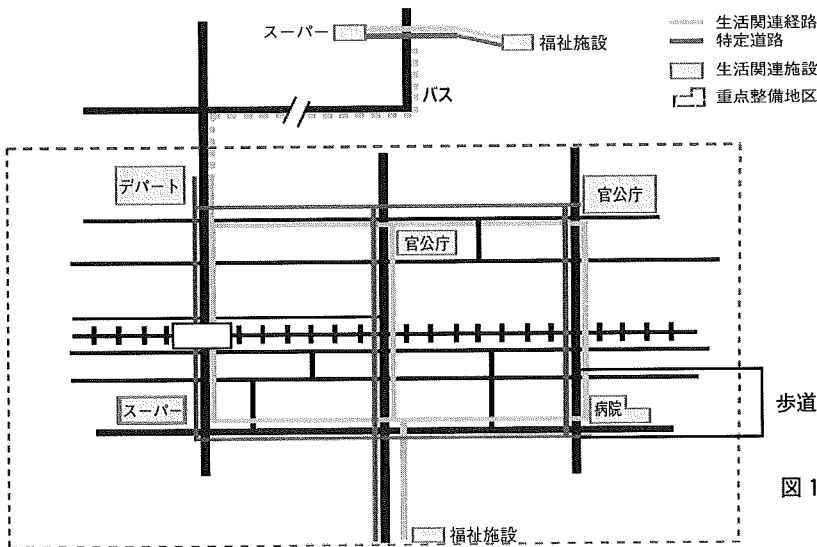 スーパー
福祉施設
バス
生活関連経路
特定道路
生活関連施設
重点整備地区
デパート
官公庁
官公庁
スーパー
病院
歩道
図1
福祉施設